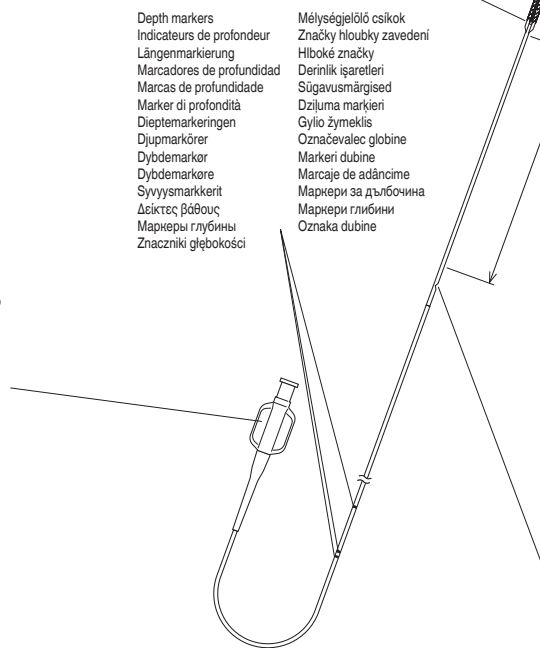 Depth markers
Indicateurs de profondeur
Längenmarkierung
Marcadores de profundidad
Marcas de profundidade
Marker di profondità
Dieptemarkeringen
Djupmarkörer
Dybdemarkør
Dybdemarkøre
Syvyysmarkkerit
Δείκτες βάθους
Маркеры глубины
Znaczniki głębokości
Mélységjelölő csíkok
Značky hloubky zavedení
Hlboké značky
Derinlik işaretleri
Sügavusmärgised
Dziļuma marķieri
Gylio žymeklis
Označevalec globine
Markeri dubine
Marcaje de adâncime
Маркери за дълбочина
Маркери глибини
Oznaka dubine